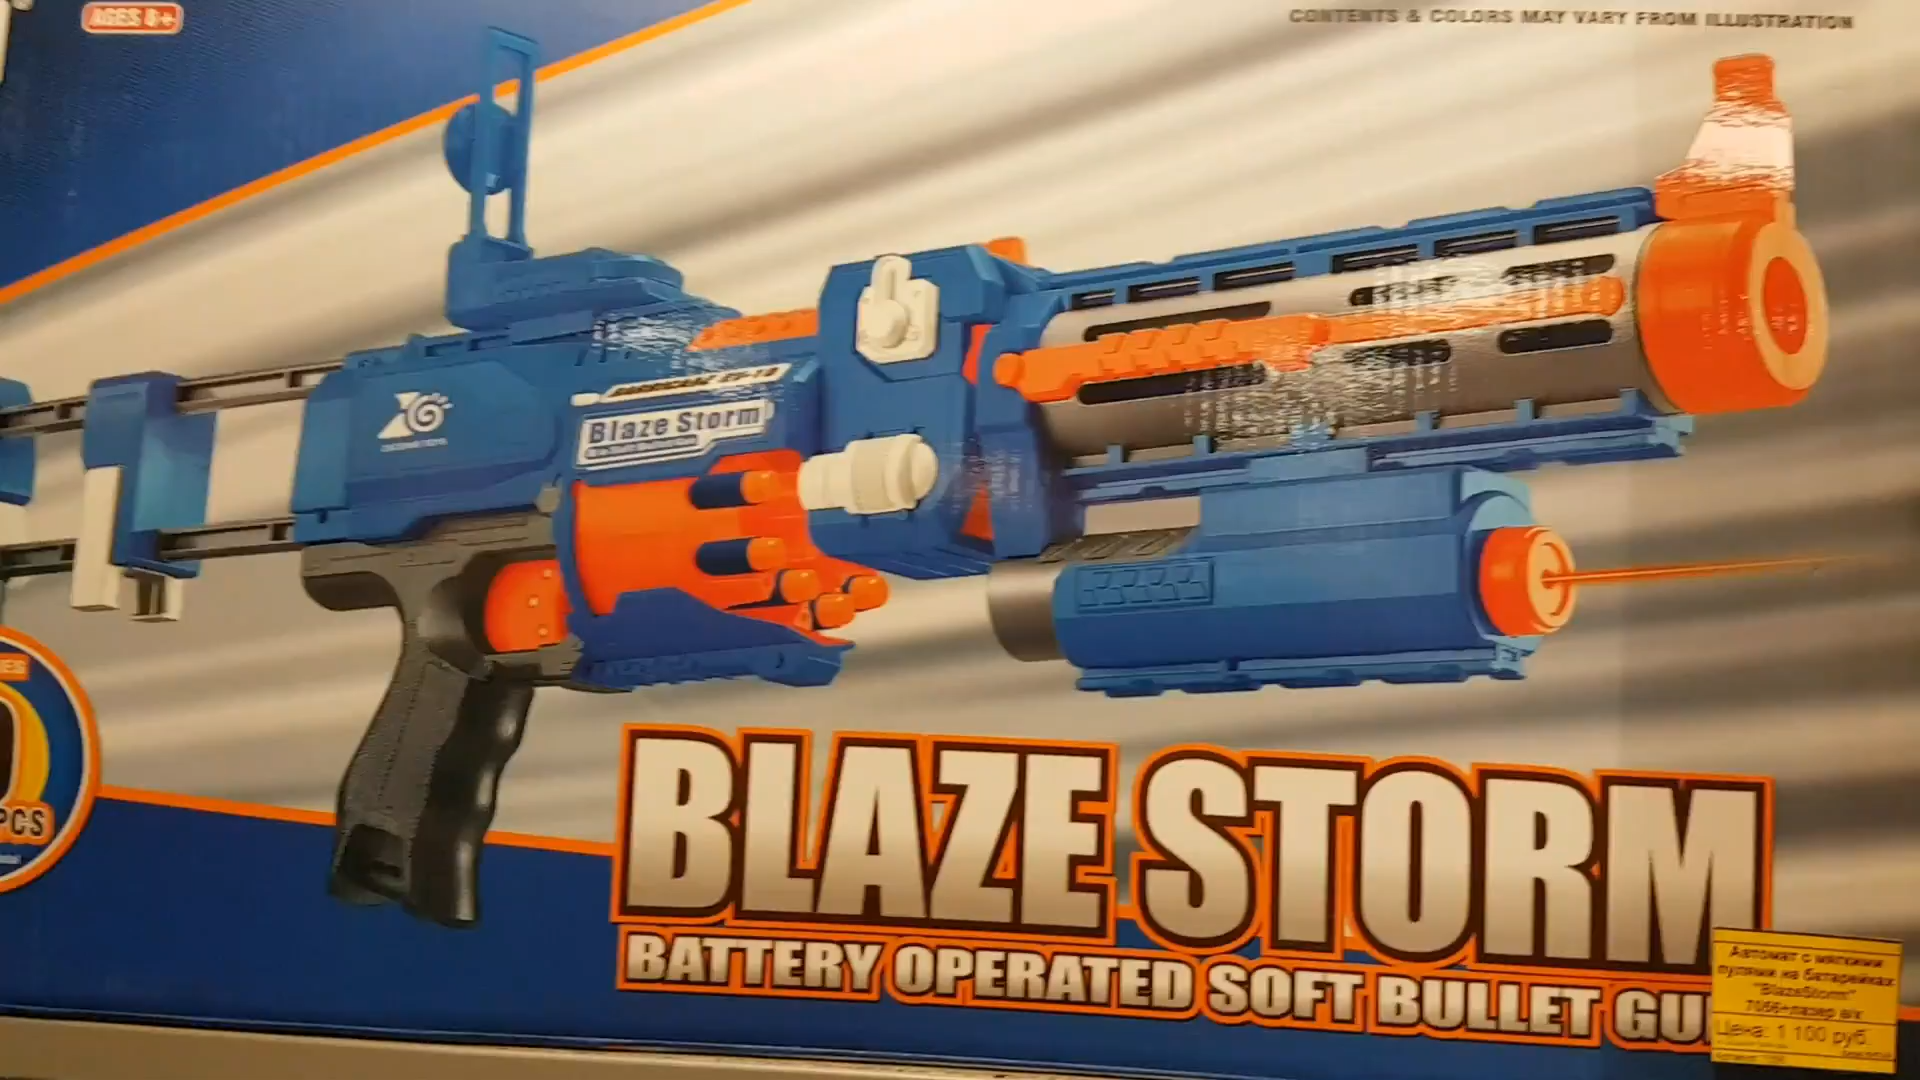 AGES 8+
CONTENTS & COLORS MAY VARY FROM ILLUSTRATION
Blaze Storm
PCS
BLAZE STORM
BATTERY OPERATED SOFT BULLET GU
Автомат с мягкими
пулями на батарейках
"BlazeStorm"
7056+лазер в/к
Цена: 1 100 руб.